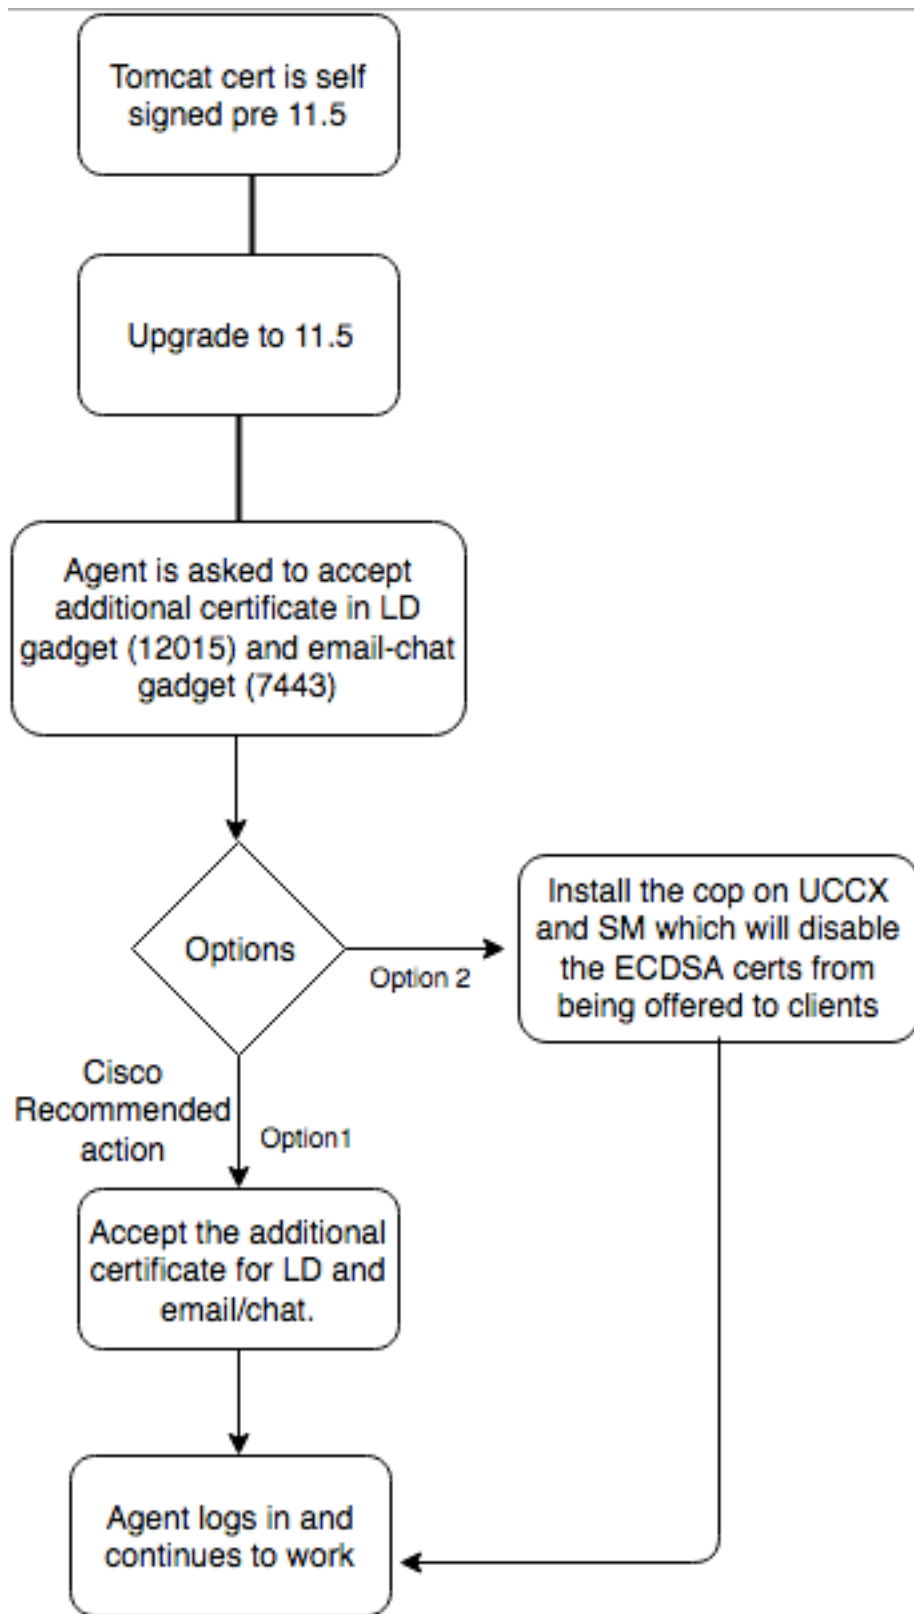 Tomcat cert is self
signed pre 11.5
Upgrade to 11.5
Agent is asked to accept
additional certificate in LD
gadget (12015) and email-chat
gadget (7443)
Options
Option 2
Install the cop on UCCX
and SM which will disable
the ECDSA certs from
being offered to clients
Cisco
Recommended
action
Option1
Accept the additional
certificate for LD and
email/chat.
Agent logs in and
continues to work